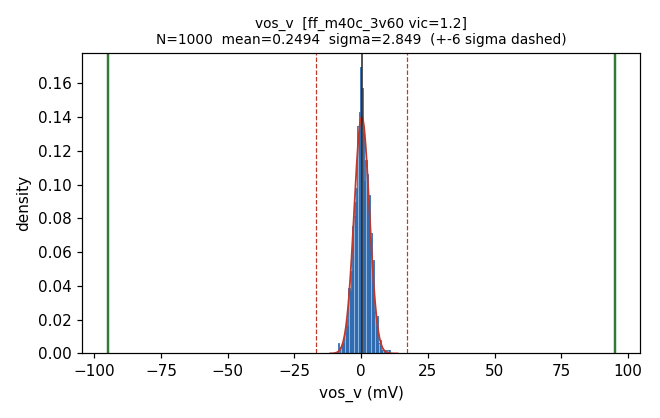 vos_v  [ff_m40c_3v60 vic=1.2]
N=1000  mean=0.2494  sigma=2.849  (+-6 sigma dashed)
density
0.16
0.14
0.12
0.10
0.08
0.06
0.04
0.02
0.00
−100 −75 −50 −25 0 25 50 75 100
vos_v (mV)